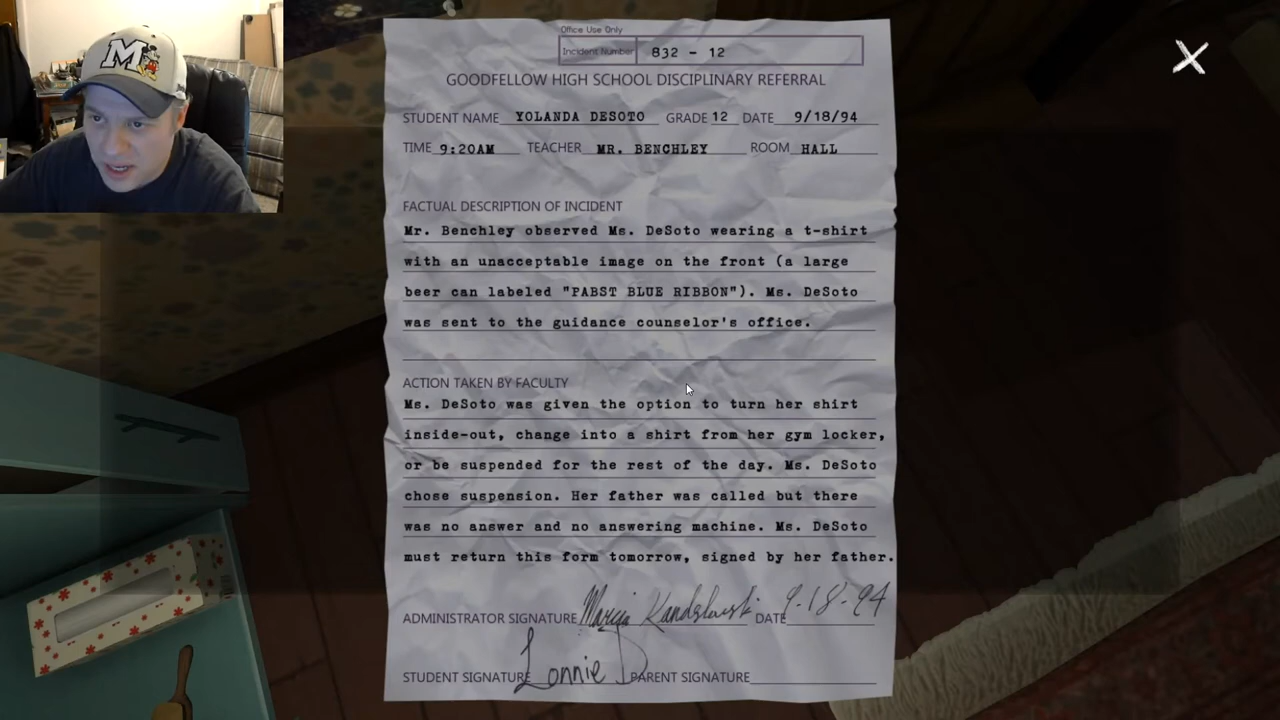 Office Use Only
Incident Number 832 - 12
GOODFELLOW HIGH SCHOOL DISCIPLINARY REFERRAL
STUDENT NAME YOLANDA DESOTO GRADE 12 DATE 9/18/94
TIME 9:20AM TEACHER MR. BENCHLEY ROOM HALL
FACTUAL DESCRIPTION OF INCIDENT
Mr. Benchley observed Ms. DeSoto wearing a t-shirt
with an unacceptable image on the front (a large
beer can labeled "PABST BLUE RIBBON"). Ms. DeSoto
was sent to the guidance counselor's office.
ACTION TAKEN BY FACULTY
Ms. DeSoto was given the option to turn her shirt
inside-out, change into a shirt from her gym locker,
or be suspended for the rest of the day. Ms. DeSoto
chose suspension. Her father was called but there
was no answer and no answering machine. Ms. DeSoto
must return this form tomorrow, signed by her father.
ADMINISTRATOR SIGNATURE Marcia DATE 9-18-94
STUDENT SIGNATURE Lonnie D PARENT SIGNATURE
M